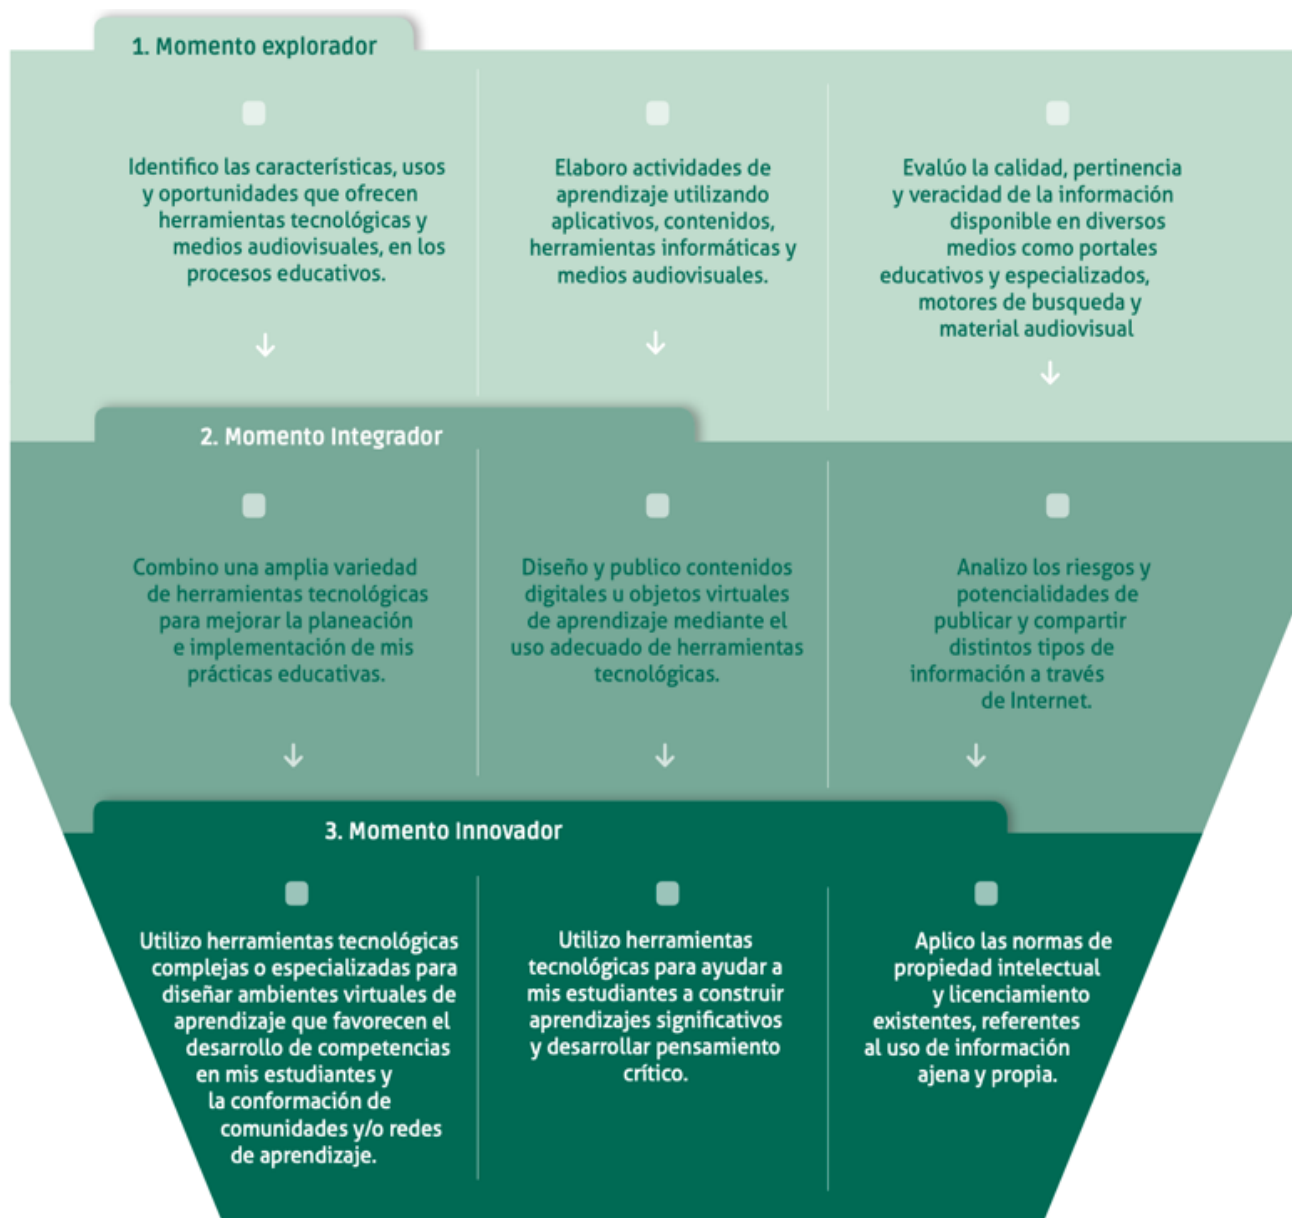 1. Momento explorador
Identifico las características, usos
y oportunidades que ofrecen
herramientas tecnológicas y
medios audiovisuales, en los
procesos educativos.
Elaboro actividades de
aprendizaje utilizando
aplicativos, contenidos,
herramientas informáticas y
medios audiovisuales.
Evalúo la calidad, pertinencia
y veracidad de la información
disponible en diversos
medios como portales
educativos y especializados,
motores de busqueda y
material audiovisual
2. Momento Integrador
Combino una amplia variedad
de herramientas tecnológicas
para mejorar la planeación
e implementación de mis
prácticas educativas.
Diseño y publico contenidos
digitales u objetos virtuales
de aprendizaje mediante el
uso adecuado de herramientas
tecnológicas.
Analizo los riesgos y
potencialidades de
publicar y compartir
distintos tipos de
información a través
de Internet.
3. Momento Innovador
Utilizo herramientas tecnológicas
complejas o especializadas para
diseñar ambientes virtuales de
aprendizaje que favorecen el
desarrollo de competencias
en mis estudiantes y
la conformación de
comunidades y/o redes
de aprendizaje.
Utilizo herramientas
tecnológicas para ayudar a
mis estudiantes a construir
aprendizajes significativos
y desarrollar pensamiento
crítico.
Aplico las normas de
propiedad intelectual
y licenciamiento
existentes, referentes
al uso de información
ajena y propia.